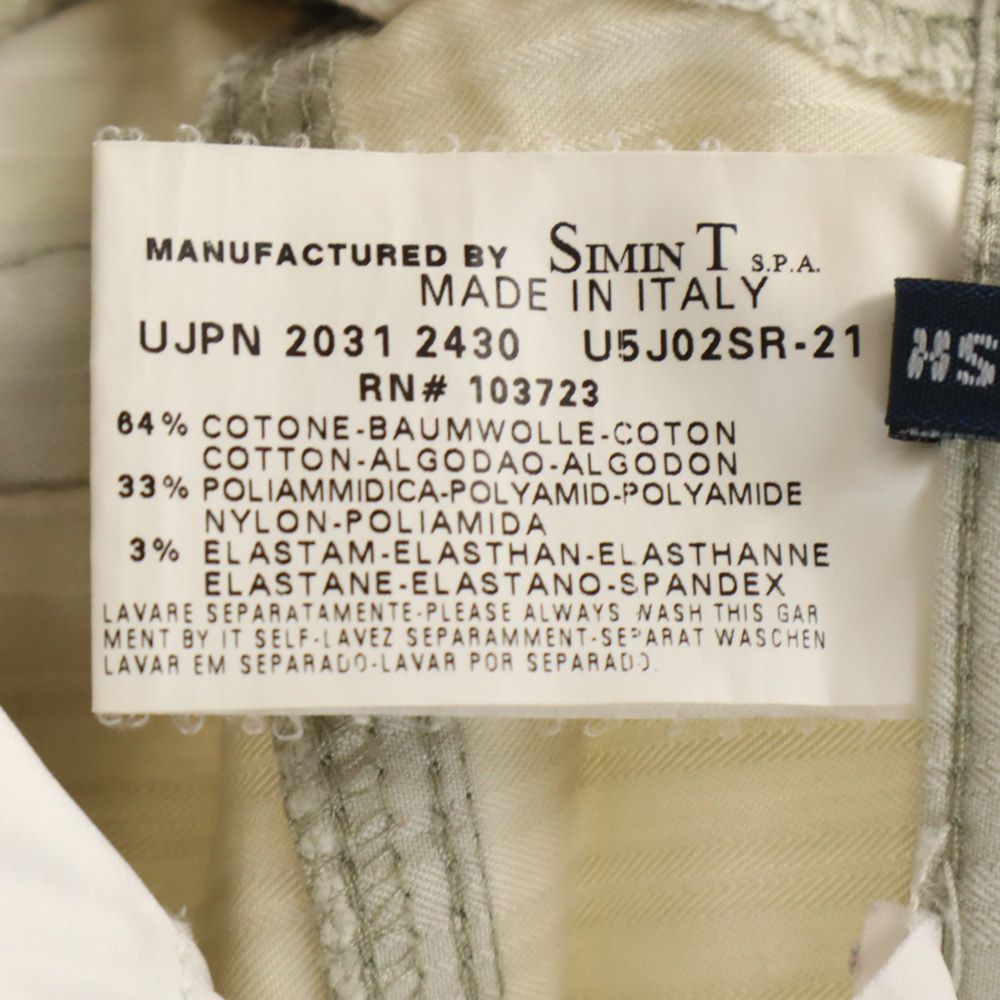 MANUFACTURED BY SIMIN T S.P.A.
MADE IN ITALY
UJPN 2031 2430 U5J02SR-21
RN# 103723
64% COTONE-BAUMWOLLE-COTON
COTTON-ALGODAO-ALGODON
33% POLIAMMIDICA-POLYAMID-POLYAMIDE
NYLON-POLIAMIDA
3% ELASTAM-ELASTHAN-ELASTHANNE
ELASTANE-ELASTANO-SPANDEX
LAVARE SEPARATAMENTE-PLEASE ALWAYS WASH THIS GAR
MENT BY IT SELF-LAVEZ SEPARAMMENT-SEPARAT WASCHEN
LAVAR EM SEPARADO-LAVAR POR SEPARADO.
HS